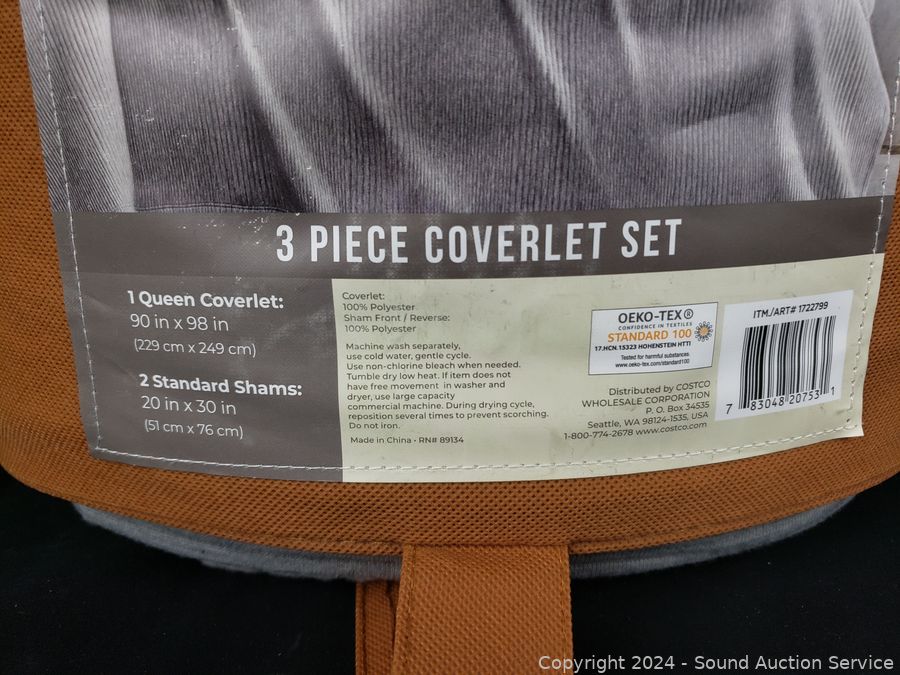 3 PIECE COVERLET SET
1 Queen Coverlet:
90 in x 98 in
(229 cm x 249 cm)
2 Standard Shams:
20 in x 30 in
(51 cm x 76 cm)
Coverlet:
100% Polyester
Sham Front / Reverse:
100% Polyester
Machine wash separately,
use cold water, gentle cycle.
Use non-chlorine bleach when needed.
Tumble dry low heat. If item does not
have free movement in washer and
dryer, use large capacity
commercial machine. During drying cycle,
reposition several times to prevent scorching.
Do not iron.
Made in China • RN# 89134
OEKO-TEX®
CONFIDENCE IN TEXTILES
STANDARD 100
17.HCN.15323 HOHENSTEIN HTTI
Tested for harmful substances.
www.oeko-tex.com/standard100
Distributed by COSTCO
WHOLESALE CORPORATION
P. O. Box 34535
Seattle, WA 98124-1535, USA
1-800-774-2678 www.costco.com
ITM./ART# 1722799
7 83048 20753 1
Copyright 2024 - Sound Auction Service